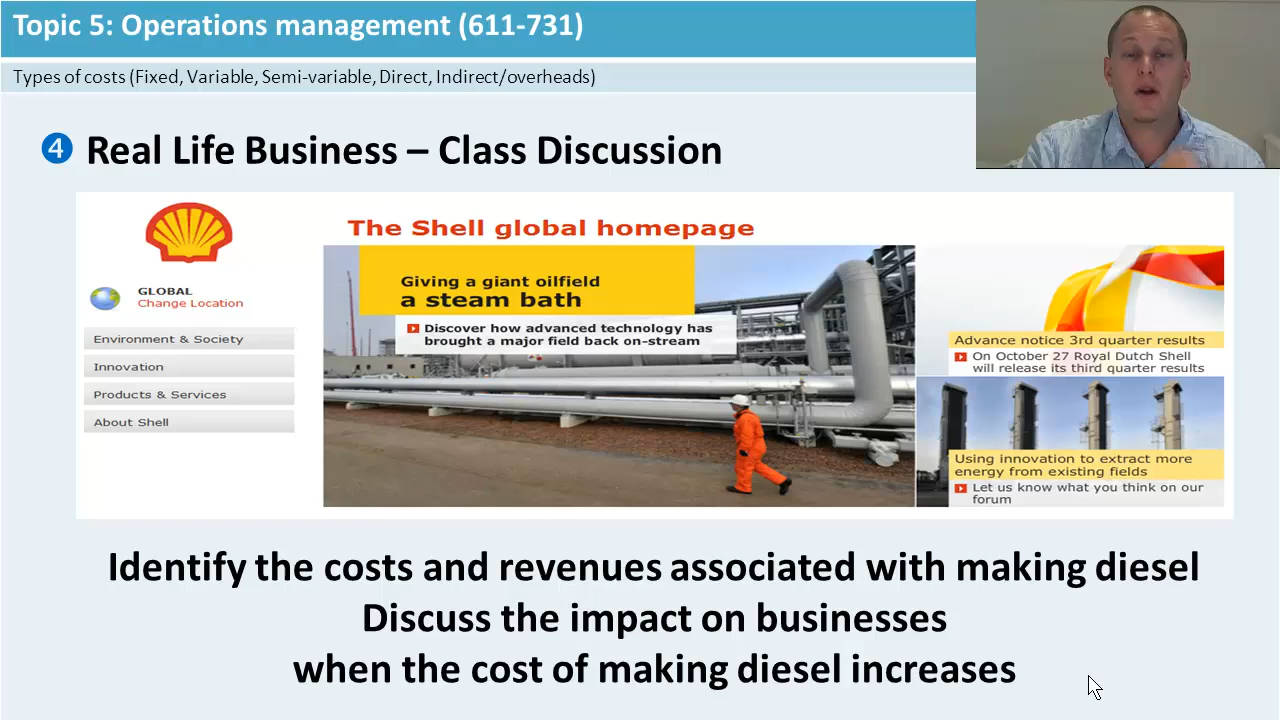 Topic 5: Operations management (611-731)
Types of costs (Fixed, Variable, Semi-variable, Direct, Indirect/overheads)
4 Real Life Business – Class Discussion
The Shell global homepage
GLOBAL
Change Location
Environment & Society
Innovation
Products & Services
About Shell
Giving a giant oilfield
a steam bath
Discover how advanced technology has
brought a major field back on-stream
Advance notice 3rd quarter results
On October 27 Royal Dutch Shell
will release its third quarter results
Using innovation to extract more
energy from existing fields
Let us know what you think on our
forum
Identify the costs and revenues associated with making diesel
Discuss the impact on businesses
when the cost of making diesel increases